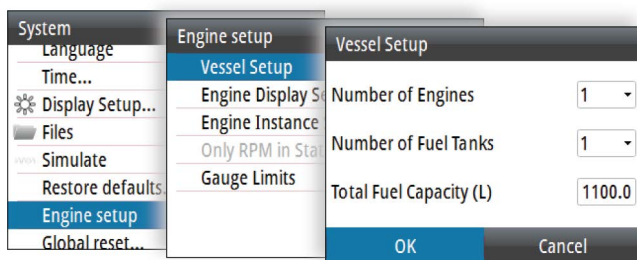 System
Language
Time...
Display Setup...
Files
Simulate
Restore defaults.
Engine setup
Global reset...
Engine setup
Vessel Setup
Engine Display Se
Engine Instance
Only RPM in Stat
Gauge Limits
Vessel Setup
Number of Engines 1
Number of Fuel Tanks 1
Total Fuel Capacity (L) 1100.0
OK Cancel